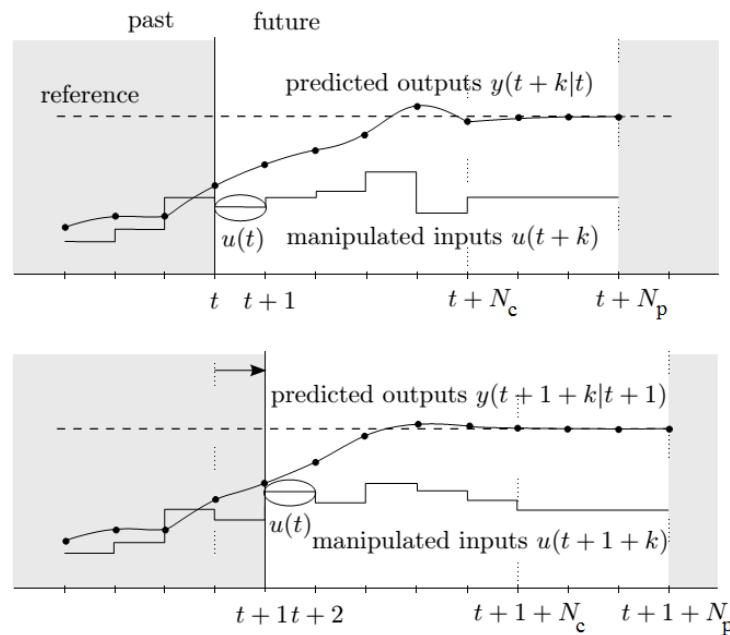 past future
predicted outputs y(t + k|t)
reference
u(t) manipulated inputs u(t + k)
t t + 1 t + N_c t + N_p
predicted outputs y(t + 1 + k|t + 1)
u(t)
manipulated inputs u(t + 1 + k)
t + 1 t + 2 t + 1 + N_c t + 1 + N_p